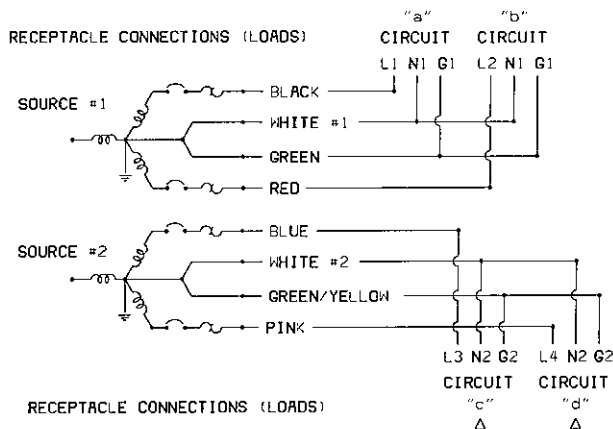 "a" "b"
RECEPTACLE CONNECTIONS (LOADS) CIRCUIT CIRCUIT
L1 N1 G1 L2 N1 G1
BLACK
SOURCE #1
WHITE #1
GREEN
RED
BLUE
SOURCE #2
WHITE #2
GREEN/YELLOW
PINK
L3 N2 G2 L4 N2 G2
CIRCUIT CIRCUIT
RECEPTACLE CONNECTIONS (LOADS) "c" "d"
△ △